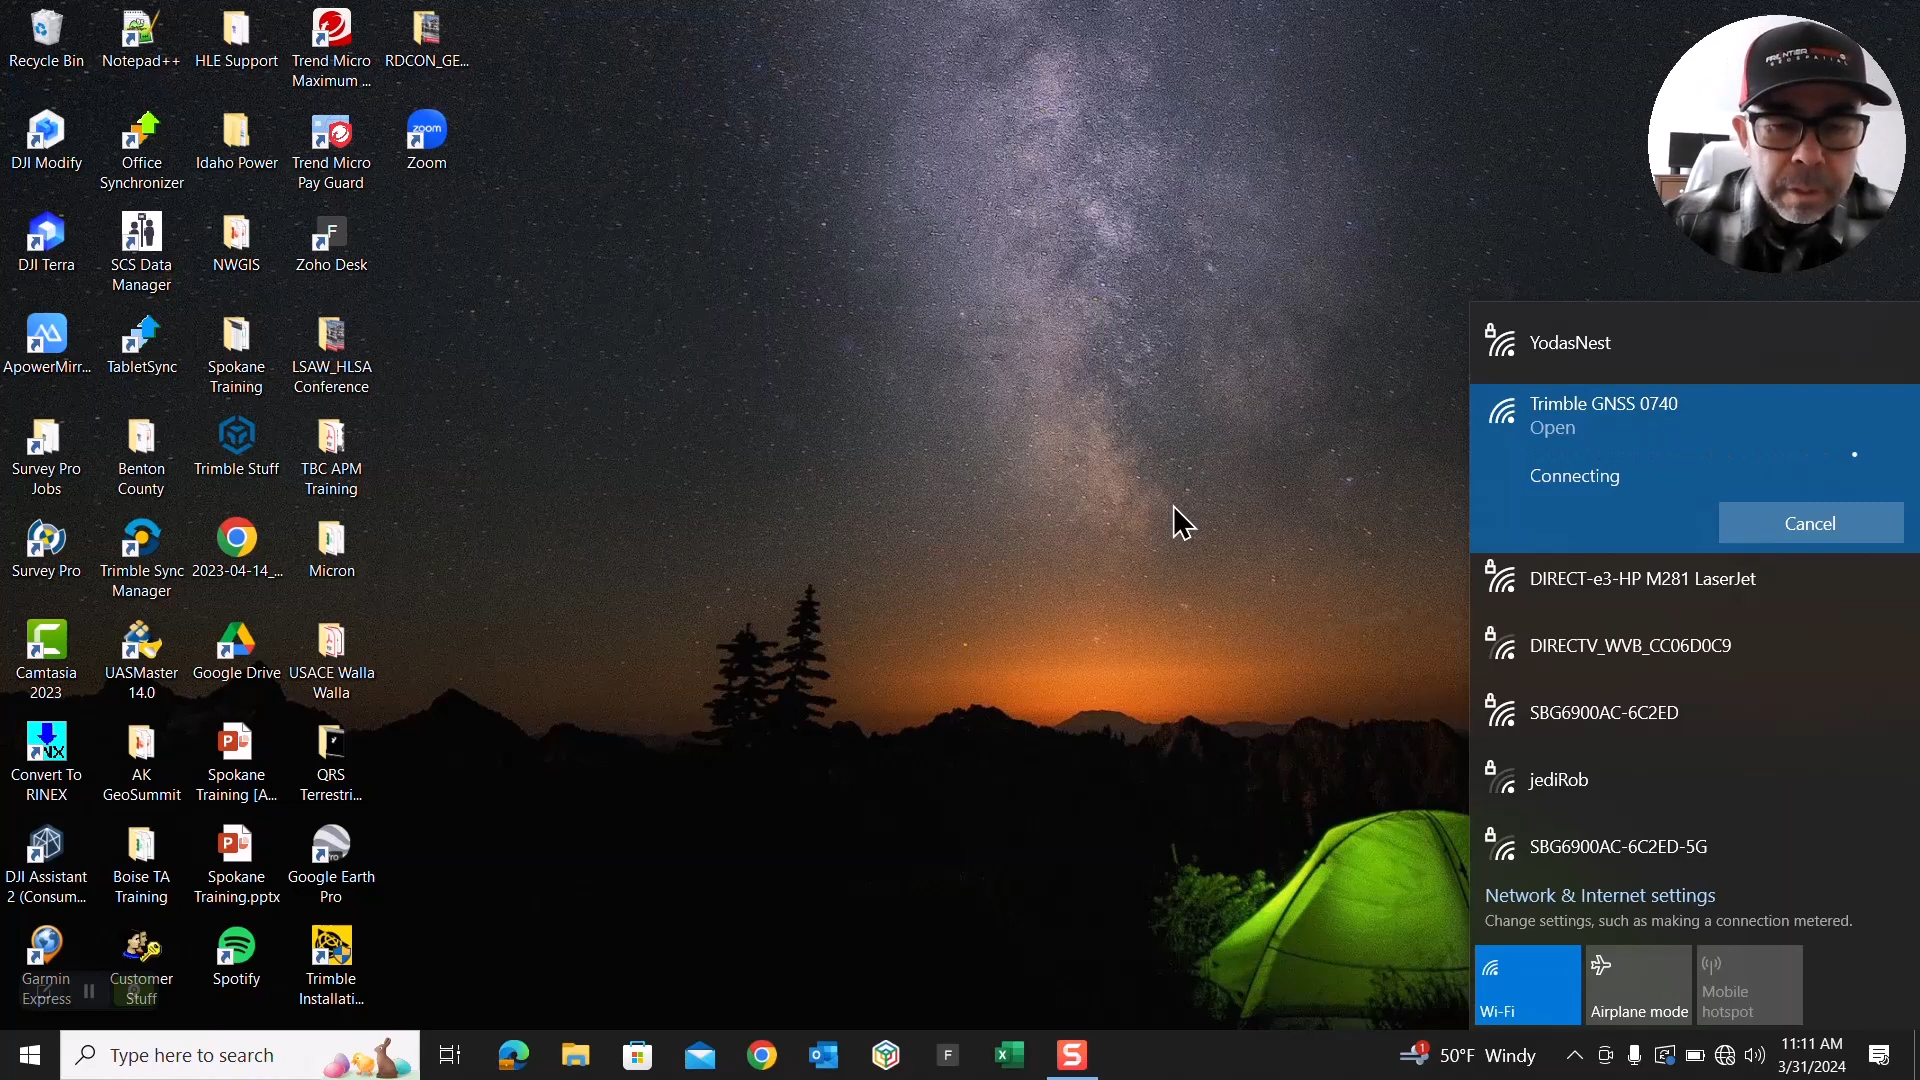 Recycle Bin
Notepad++
HLE Support
Trend Micro
Maximum ...
RDCON_GE...
DJI Modify
Office
Synchronizer
Idaho Power
Trend Micro
Pay Guard
zoom
Zoom
DJI Terra
SCS Data
Manager
NWGIS
F
Zoho Desk
ApowerMirr...
TabletSync
Spokane
Training
LSAW_HLSA
Conference
Survey Pro
Jobs
Benton
County
Trimble Stuff
TBC APM
Training
Survey Pro
Trimble Sync
Manager
2023-04-14_...
Micron
Camtasia
2023
UASMaster
14.0
Google Drive
USACE Walla
Walla
Convert To
RINEX
AK
GeoSummit
Spokane
Training [A...
QRS
Terrestri...
DJI Assistant
2 (Consum...
Boise TA
Training
Spokane
Training.pptx
Google Earth
Pro
Garmin
Express
Customer
Stuff
Spotify
Trimble
Installati...
FRONTIER
GEOSPATIAL
YodasNest
Trimble GNSS 0740
Open
Connecting
Cancel
DIRECT-e3-HP M281 LaserJet
DIRECTV_WVB_CC06D0C9
SBG6900AC-6C2ED
jediRob
SBG6900AC-6C2ED-5G
Network & Internet settings
Change settings, such as making a connection metered.
Wi-Fi
Airplane mode
Mobile
hotspot
Type here to search
F
1
50°F Windy
11:11 AM
3/31/2024